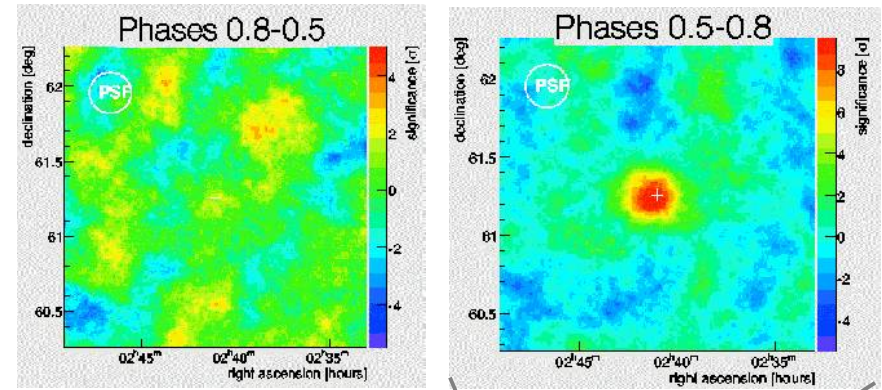 Phases 0.8-0.5
declination [deg]
62
61.5
61
60.5
PSF
02ʰ45ᵐ
02ʰ40ᵐ
02ʰ35ᵐ
right ascension [hours]
significance [σ]
4
2
0
-2
-4
Phases 0.5-0.8
declination [deg]
62
61.5
61
60.5
PSF
02ʰ45ᵐ
02ʰ40ᵐ
02ʰ35ᵐ
right ascension [hours]
significance [σ]
8
6
4
2
0
-2
-4